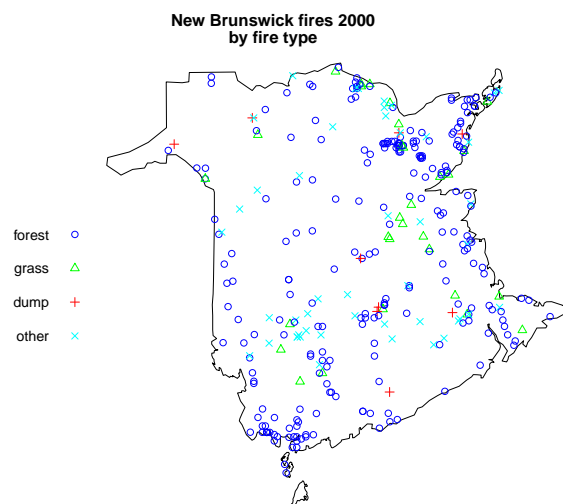 New Brunswick fires 2000
by fire type
forest
grass
dump
other